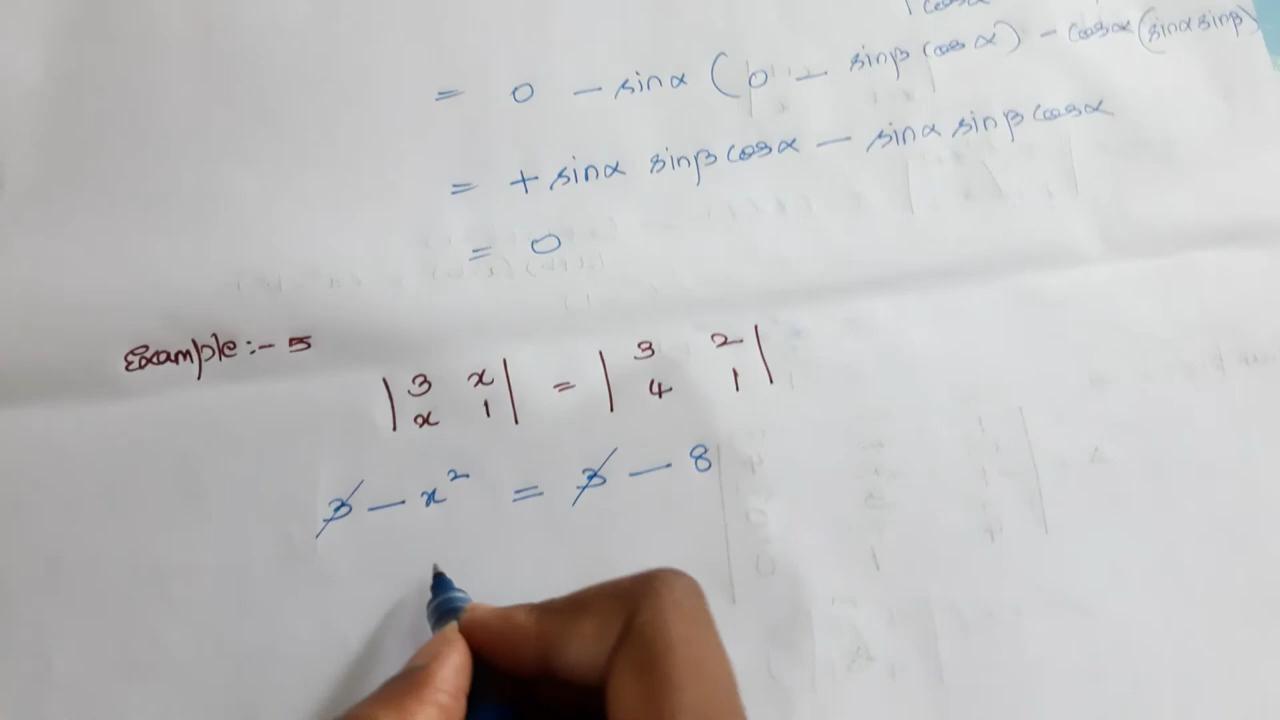 cosα
= 0 - sinα (0 - sinβ cosα) - cosα (sinα sinβ)
= + sinα sinβ cosα - sinα sinβ cosα
= 0
Example:- 5
| 3 x | = | 3 2 |
| x 1 | | 4 1 |
3 - x² = 3 - 8